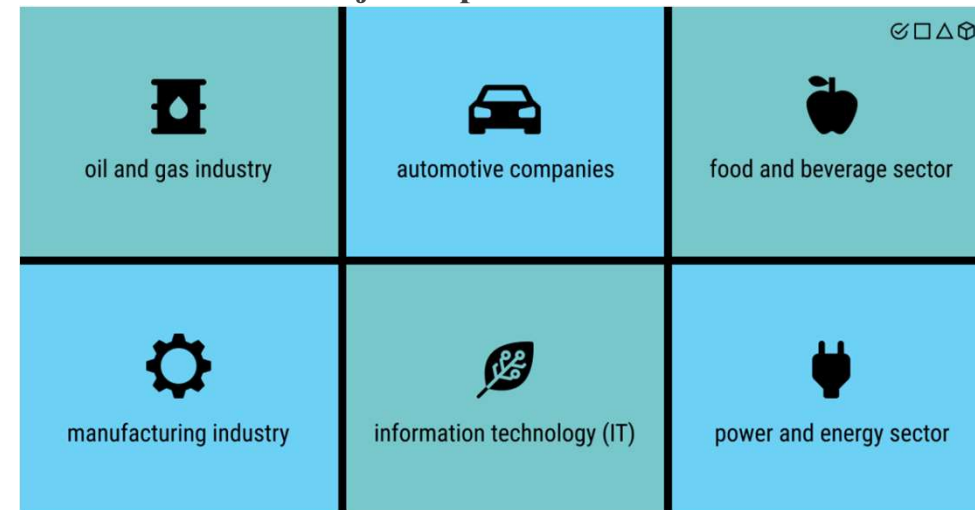 oil and gas industry
automotive companies
food and beverage sector
manufacturing industry
information technology (IT)
power and energy sector